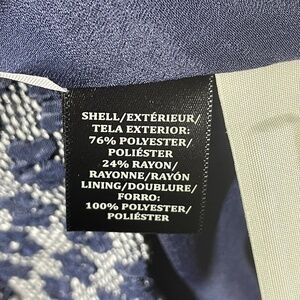 SHELL/EXTÉRIEUR/
TELA EXTERIOR:
76% POLYESTER/
POLIÉSTER
24% RAYON/
RAYONNE/RAYÓN
LINING/DOUBLURE/
FORRO:
100% POLYESTER/
POLIÉSTER